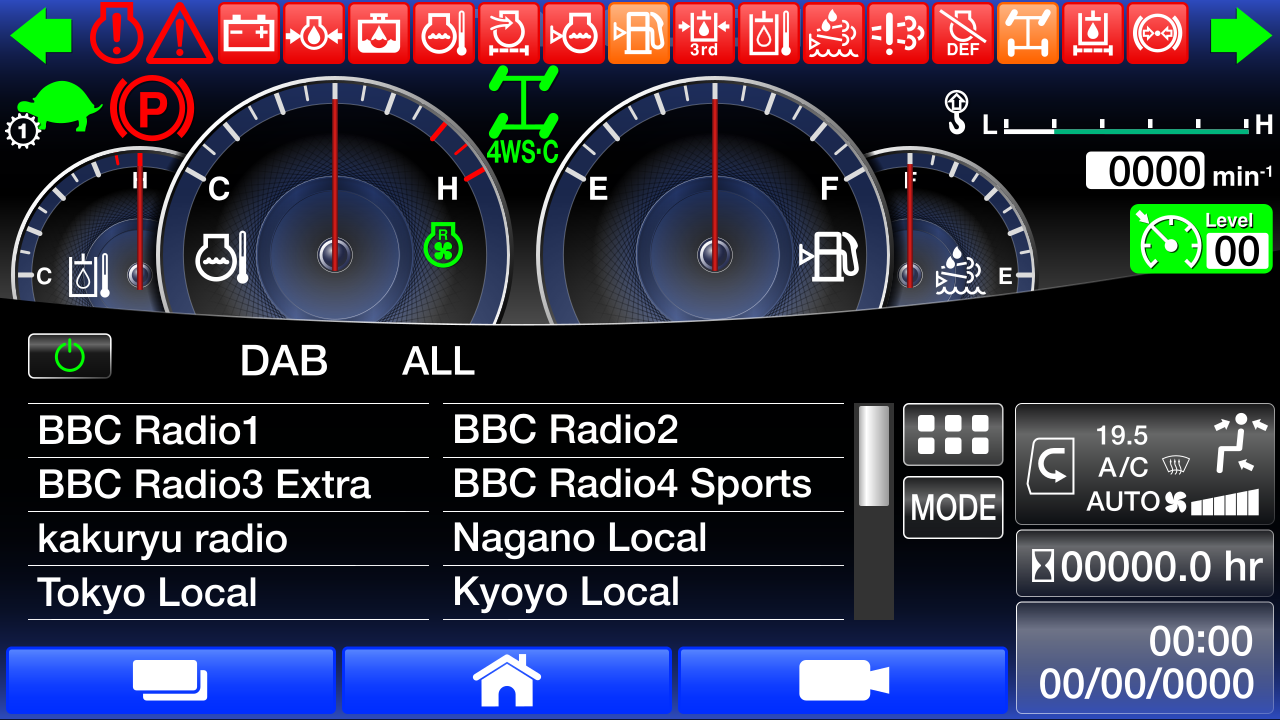 3rd
DEF
1
P
4WS·C
L H
0000 min-1
Level
00
C H
C H
R
E F
F E
DAB ALL
BBC Radio1 BBC Radio2
BBC Radio3 Extra BBC Radio4 Sports
kakuryu radio Nagano Local
Tokyo Local Kyoyo Local
MODE
19.5
A/C
AUTO
00000.0 hr
00:00
00/00/0000